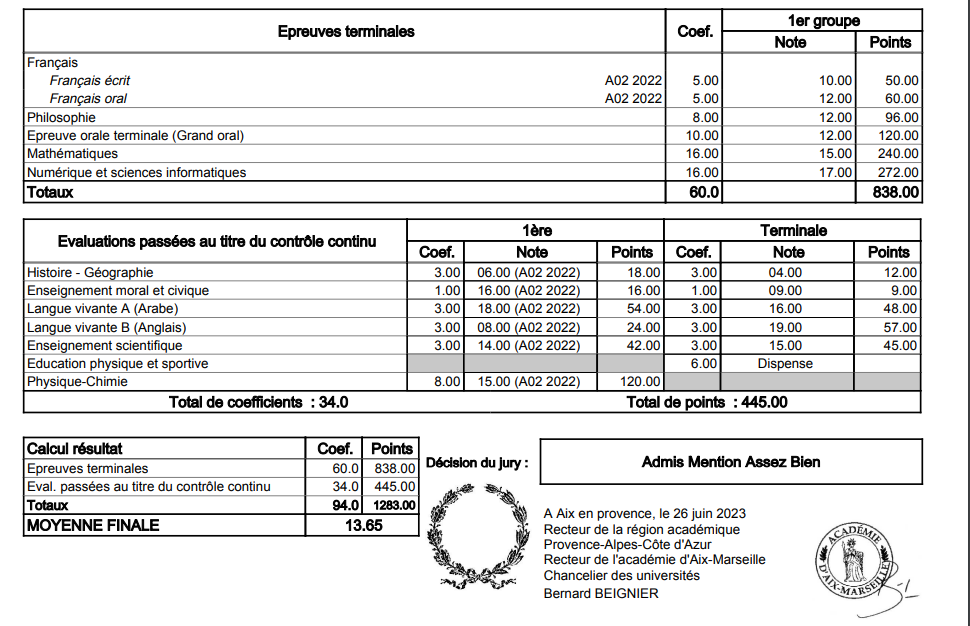 Epreuves terminales Coef. 1er groupe
Note Points
Français
Français écrit A02 2022 5.00 10.00 50.00
Français oral A02 2022 5.00 12.00 60.00
Philosophie 8.00 12.00 96.00
Epreuve orale terminale (Grand oral) 10.00 12.00 120.00
Mathématiques 16.00 15.00 240.00
Numérique et sciences informatiques 16.00 17.00 272.00
Totaux 60.0 838.00
Evaluations passées au titre du contrôle continu 1ère Terminale
Coef. Note Points Coef. Note Points
Histoire - Géographie 3.00 06.00 (A02 2022) 18.00 3.00 04.00 12.00
Enseignement moral et civique 1.00 16.00 (A02 2022) 16.00 1.00 09.00 9.00
Langue vivante A (Arabe) 3.00 18.00 (A02 2022) 54.00 3.00 16.00 48.00
Langue vivante B (Anglais) 3.00 08.00 (A02 2022) 24.00 3.00 19.00 57.00
Enseignement scientifique 3.00 14.00 (A02 2022) 42.00 3.00 15.00 45.00
Education physique et sportive 6.00 Dispense
Physique-Chimie 8.00 15.00 (A02 2022) 120.00
Total de coefficients : 34.0 Total de points : 445.00
Calcul résultat Coef. Points
Epreuves terminales 60.0 838.00
Eval. passées au titre du contrôle continu 34.0 445.00
Totaux 94.0 1283.00
MOYENNE FINALE 13.65
Décision du jury : Admis Mention Assez Bien
A Aix en provence, le 26 juin 2023
Recteur de la région académique
Provence-Alpes-Côte d'Azur
Recteur de l'académie d'Aix-Marseille
Chancelier des universités
Bernard BEIGNIER
ACADÉMIE
D'AIX-MARSEILLE